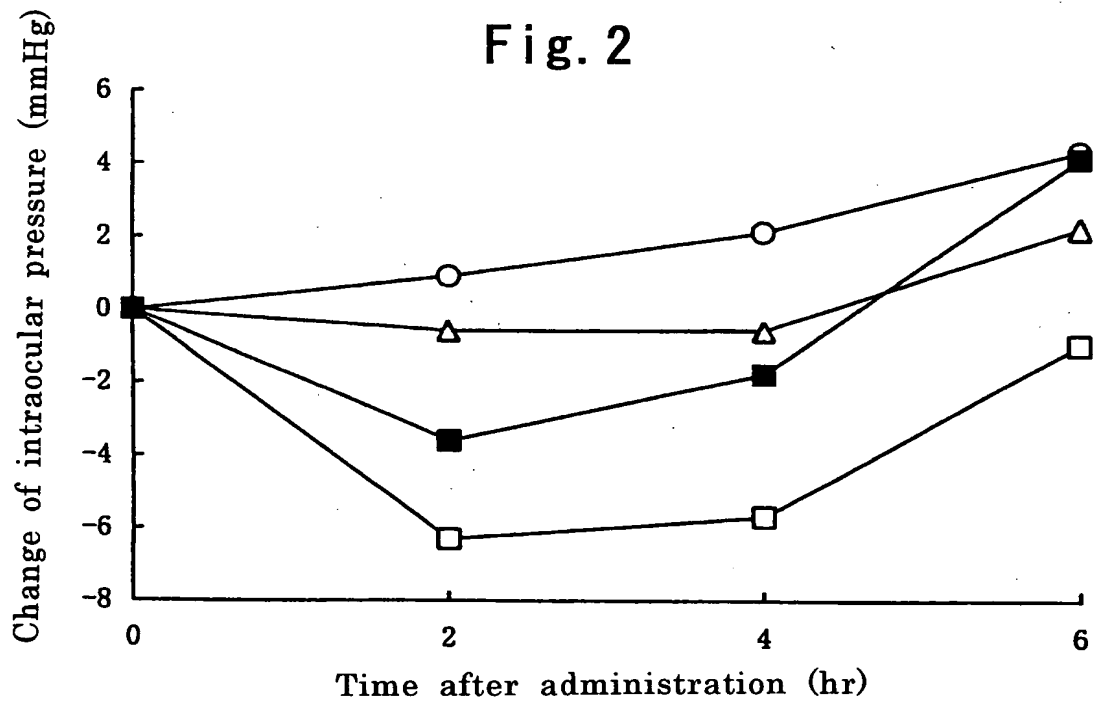 Fig. 2
Change of intraocular pressure (mmHg)
6
4
2
0
-2
-4
-6
-8
0 2 4 6
Time after administration (hr)